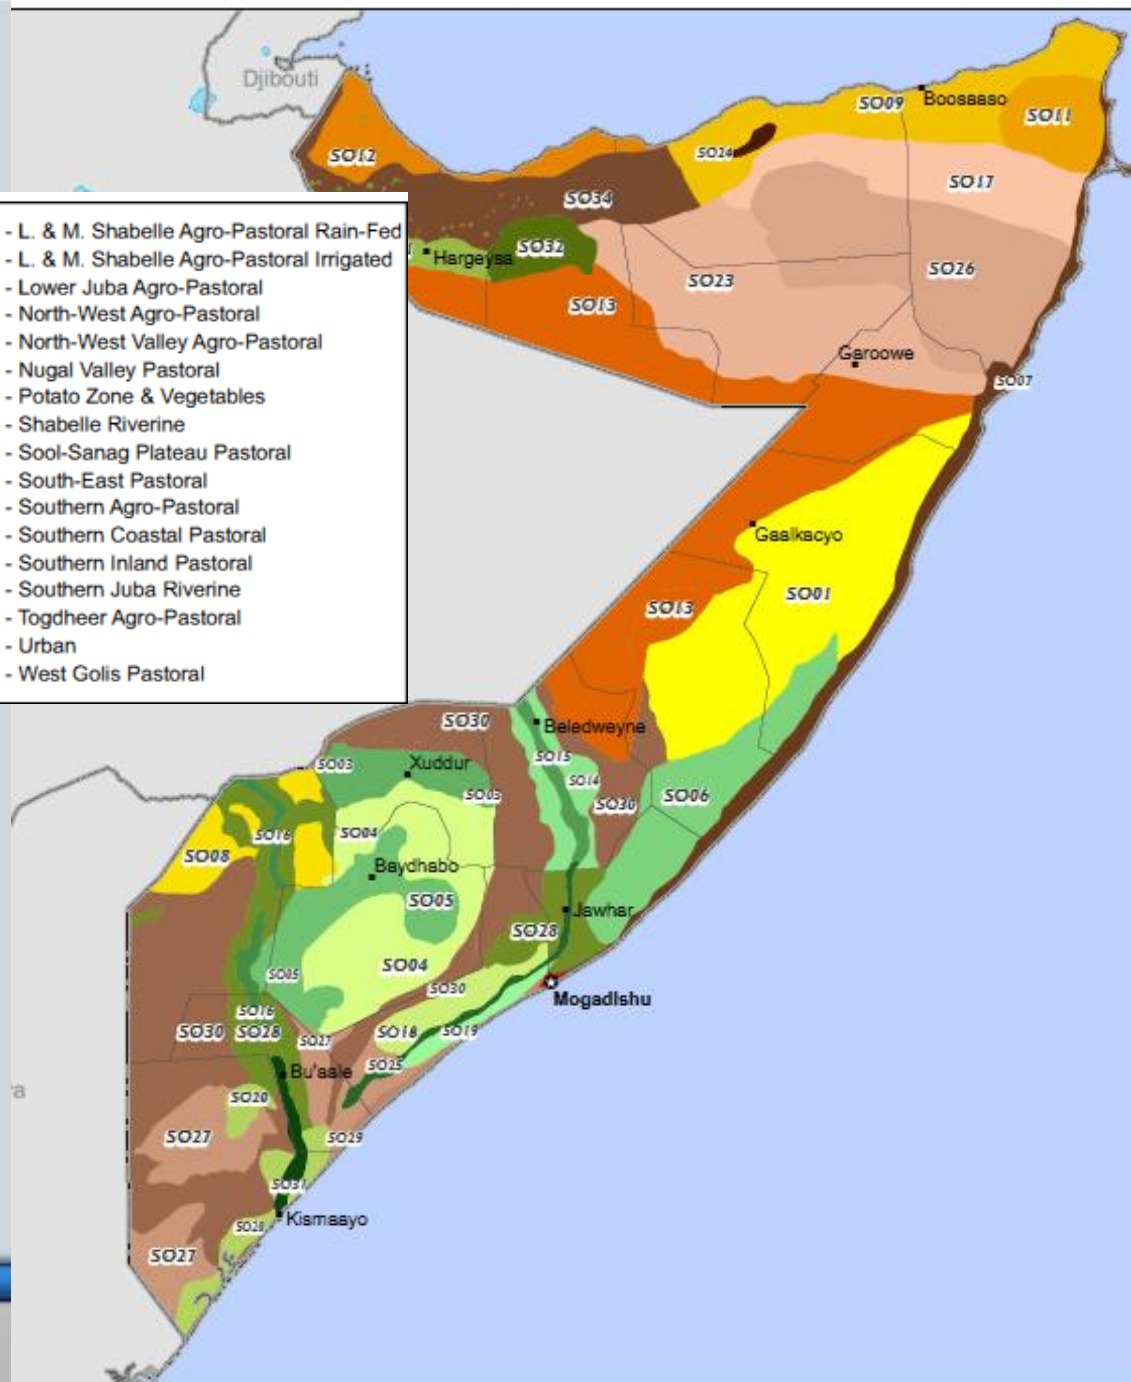 Djibouti
SO09
Boosaaso
SO11
SO12
SO24
SO17
SO34
- L. & M. Shabelle Agro-Pastoral Rain-Fed
- L. & M. Shabelle Agro-Pastoral Irrigated
- Lower Juba Agro-Pastoral
- North-West Agro-Pastoral
- North-West Valley Agro-Pastoral
- Nugal Valley Pastoral
- Potato Zone & Vegetables
- Shabelle Riverine
- Sool-Sanag Plateau Pastoral
- South-East Pastoral
- Southern Agro-Pastoral
- Southern Coastal Pastoral
- Southern Inland Pastoral
- Southern Juba Riverine
- Togdheer Agro-Pastoral
- Urban
- West Golis Pastoral
Hargeysa
SO32
SO23
SO26
SO13
Garoowe
SO07
Gaalkacyo
SO01
SO13
SO30
Beledweyne
SO03
Xuddur
SO15
SO14
SO03
SO30
SO06
SO16
SO04
SO08
Baydhabo
SO05
Jawhar
SO28
SO04
SO05
SO30
Mogadishu
SO16
SO30
SO28
SO27
SO18
SO19
Bu'aale
SO25
SO20
SO27
SO29
SO31
Kismaayo
SO20
SO27